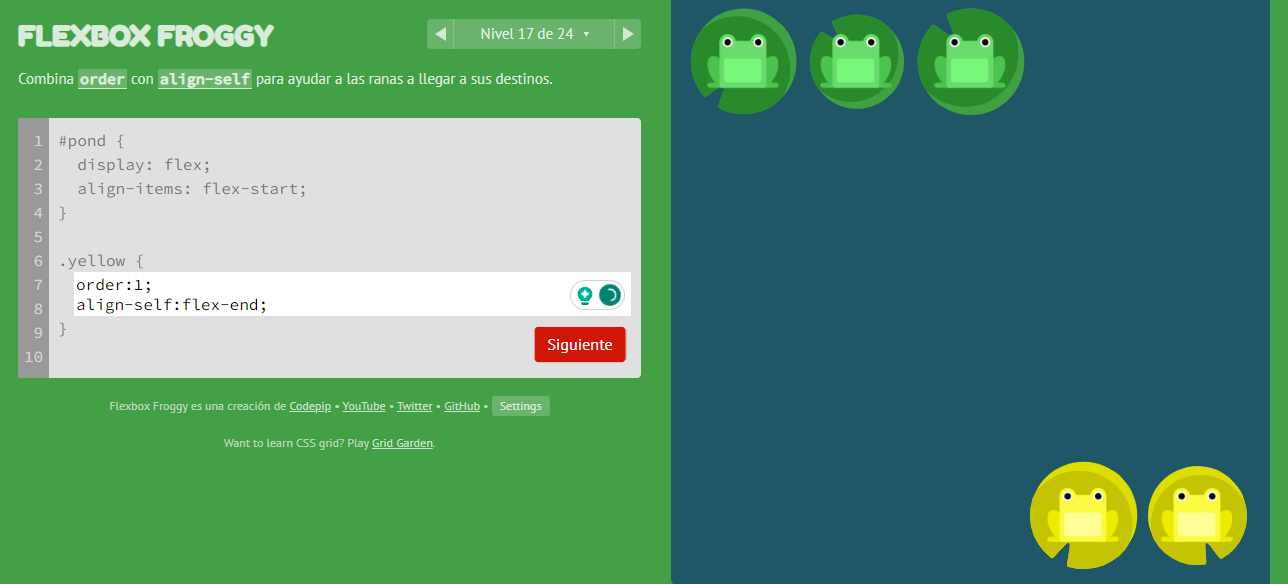 FLEXBOX FROGGY
Nivel 17 de 24
Combina order con align-self para ayudar a las ranas a llegar a sus destinos.
1 #pond {
2 display: flex;
3 align-items: flex-start;
4 }
5
6 .yellow {
7 order:1;
8 align-self:flex-end;
9 }
10
Siguiente
Flexbox Froggy es una creación de Codepip • YouTube • Twitter • GitHub • Settings
Want to learn CSS grid? Play Grid Garden.